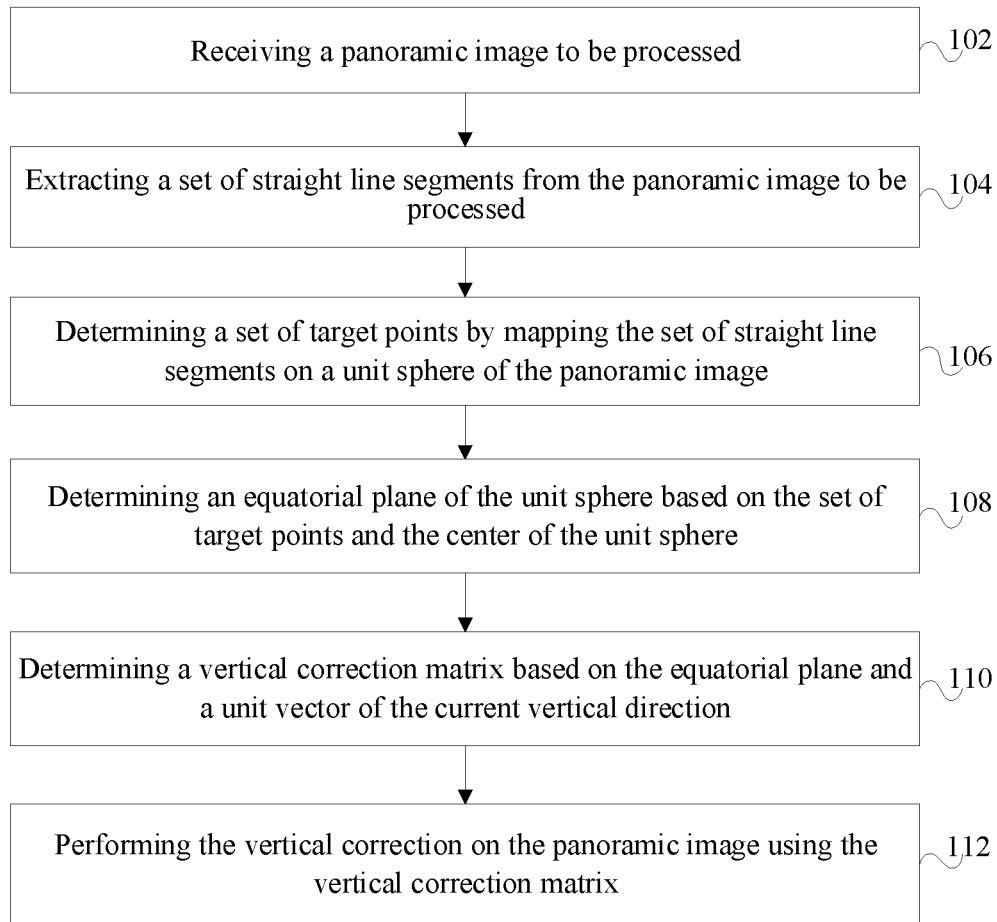 Receiving a panoramic image to be processed
102
Extracting a set of straight line segments from the panoramic image to be
processed
104
Determining a set of target points by mapping the set of straight line
segments on a unit sphere of the panoramic image
106
Determining an equatorial plane of the unit sphere based on the set of
target points and the center of the unit sphere
108
Determining a vertical correction matrix based on the equatorial plane and
a unit vector of the current vertical direction
110
Performing the vertical correction on the panoramic image using the
vertical correction matrix
112